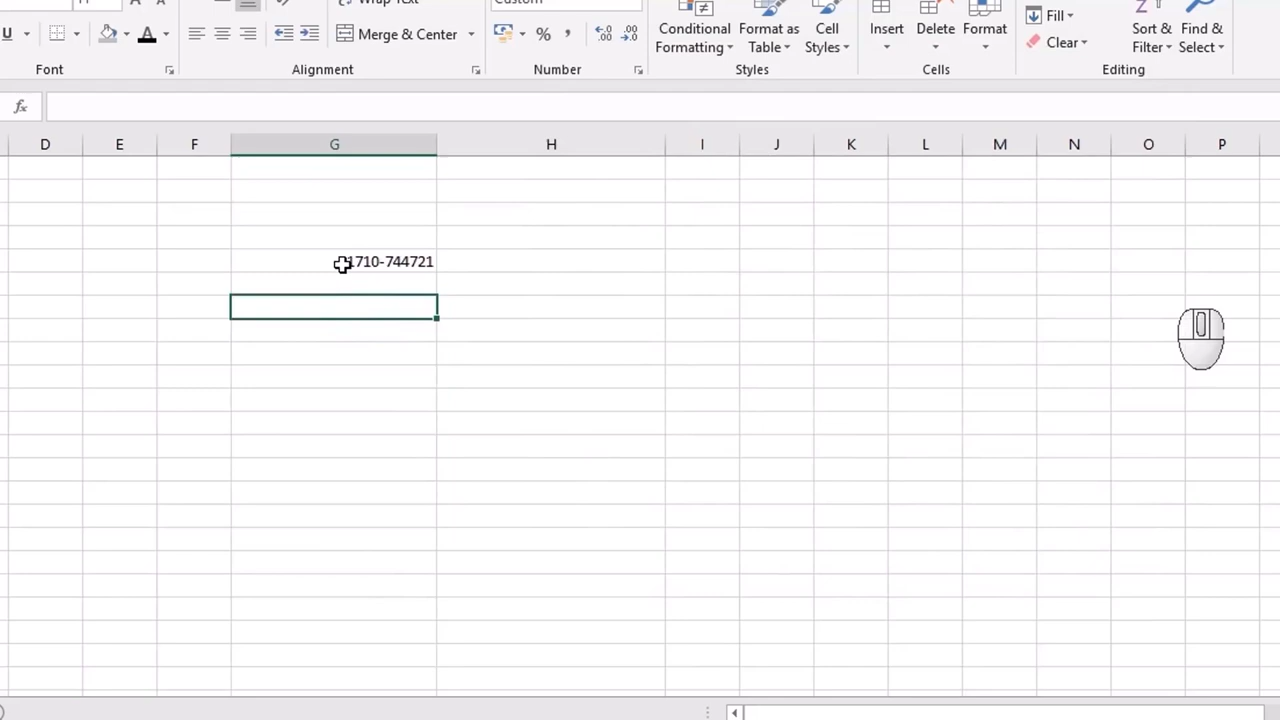 Wrap Text
Custom
U
A
Merge & Center
%
,
Conditional Formatting
Format as Table
Cell Styles
Insert
Delete
Format
Fill
Clear
Sort & Filter
Find & Select
Font
Alignment
Number
Styles
Cells
Editing
fx
D E F G H I J K L M N O P
1710-744721